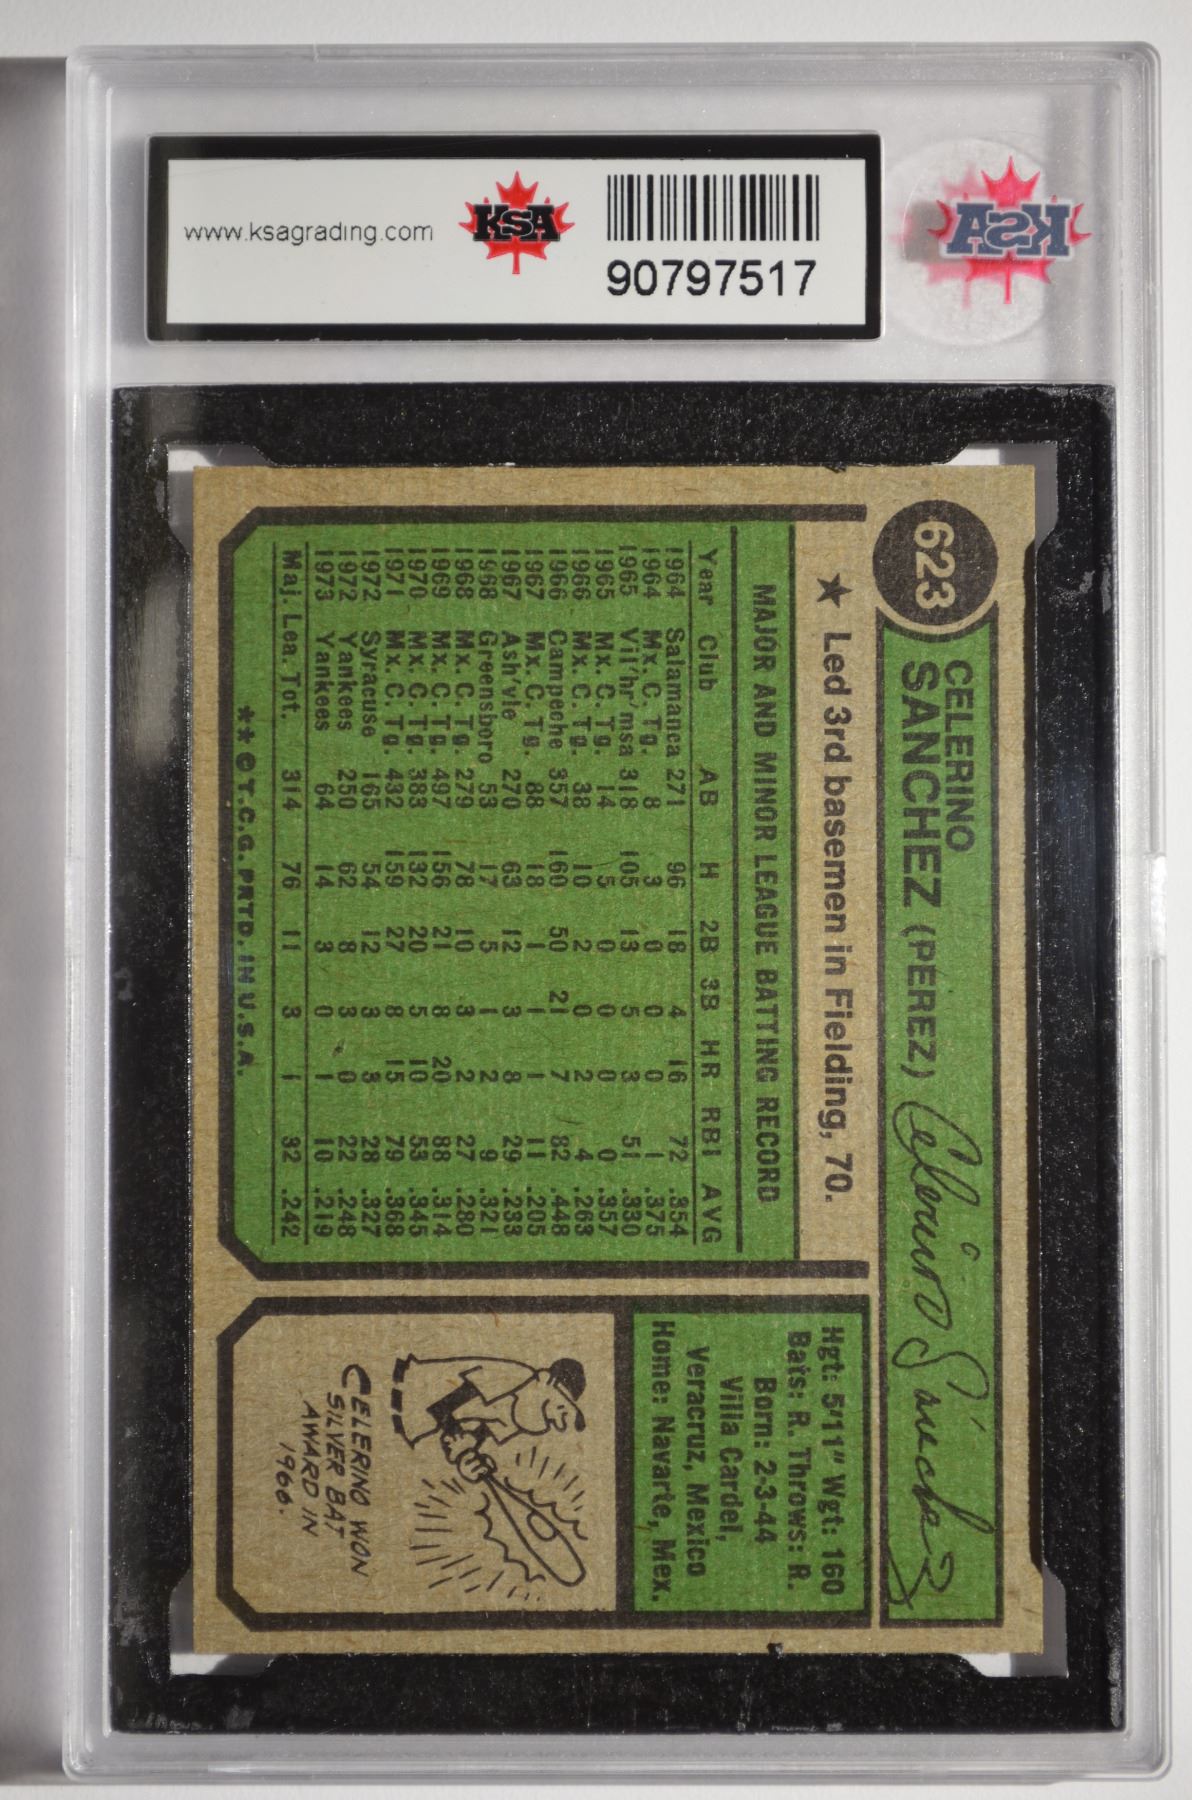 www.ksagrading.com
KSA
90797517
KSA
623
CELERINO
SANCHEZ (PEREZ) Celerino Sánchez
★ Led 3rd basemen in Fielding, 70.
MAJOR AND MINOR LEAGUE BATTING RECORD
Year Club AB H 2B 3B HR RBI AVG
1964 Salamanca 271 96 18 4 16 72 .354
1964 Mx.C. Tg. 8 3 0 0 0 1 .375
1965 Vil'hr'msa 318 105 13 5 3 51 .330
1965 Mx. C. Tg. 14 5 0 0 0 0 .357
1966 Mx. C. Tg. 38 10 2 0 2 4 .263
1966 Campeche 357 160 50 21 7 82 .448
1967 Mx. C. Tg. 88 18 1 1 1 11 .205
1967 Ash'vle 270 63 12 3 8 29 .233
1968 Greensboro 53 17 5 1 2 9 .321
1968 Mx. C. Tg. 279 78 10 3 2 27 .280
1969 Mx. C. Tg. 497 156 21 8 20 88 .314
1970 Mx. C. Tg. 383 132 20 5 10 53 .345
1971 Mx. C. Tg. 432 159 27 8 15 79 .368
1972 Syracuse 165 54 12 3 3 28 .327
1972 Yankees 250 62 8 3 0 22 .248
1973 Yankees 64 14 3 0 1 10 .219
Maj. Lea. Tot. 314 76 11 3 1 32 .242
**©T.C.G. PRTD. IN U.S.A.
Hgt: 5'11" Wgt: 160
Bats: R. Throws: R.
Born: 2-3-44
Villa Cardel,
Veracruz, Mexico
Home: Navarte, Mex.
CELERINO WON
SILVER BAT
AWARD IN
1966.